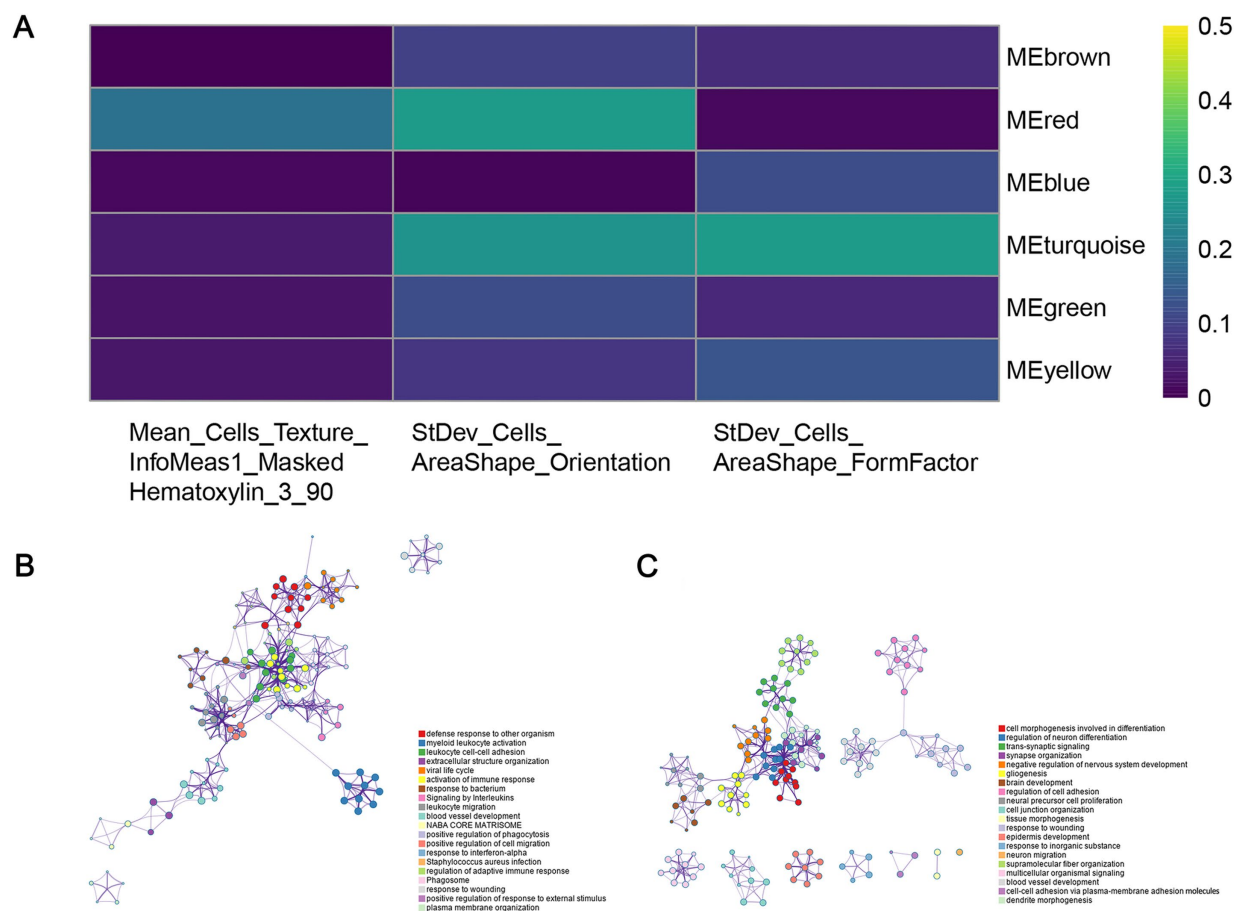 A
0.5
0.4
0.3
0.2
0.1
0
MEbrown
MEred
MEblue
MEturquoise
MEgreen
MEyellow
Mean_Cells_Texture_
InfoMeas1_Masked
Hematoxylin_3_90
StDev_Cells_
AreaShape_Orientation
StDev_Cells_
AreaShape_FormFactor
B
defense response to other organism
myeloid leukocyte activation
leukocyte cell-cell adhesion
extracellular structure organization
viral life cycle
activation of immune response
response to bacterium
Signaling by Interleukins
leukocyte migration
blood vessel development
NABA CORE MATRISOME
positive regulation of phagocytosis
positive regulation of cell migration
response to interferon-alpha
Staphylococcus aureus infection
regulation of adaptive immune response
Phagosome
response to wounding
positive regulation of response to external stimulus
plasma membrane organization
C
cell morphogenesis involved in differentiation
regulation of neuron differentiation
trans-synaptic signaling
synapse organization
negative regulation of nervous system development
gliogenesis
brain development
regulation of cell adhesion
neural precursor cell proliferation
cell junction organization
tissue morphogenesis
response to wounding
epidermis development
response to inorganic substance
neuron migration
supramolecular fiber organization
multicellular organismal signaling
blood vessel development
cell-cell adhesion via plasma-membrane adhesion molecules
dendrite morphogenesis